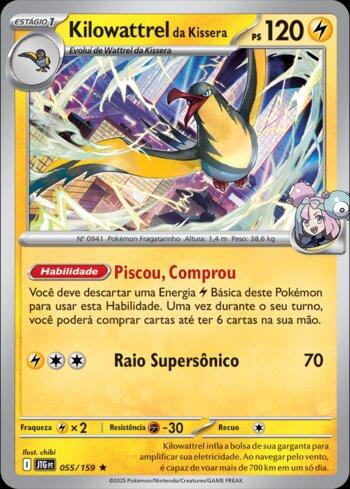 ESTÁGIO 1
Kilowattrel da Kissera PS 120
Evolui de Wattrel da Kissera
Nº 0941 Pokémon Fragatarinho Altura: 1,4 m Peso: 38,6 kg
Habilidade Piscou, Comprou
Você deve descartar uma Energia Básica deste Pokémon
para usar esta Habilidade. Uma vez durante o seu turno,
você poderá comprar cartas até ter 6 cartas na sua mão.
Raio Supersônico 70
Fraqueza ×2 Resistência -30 Recuo
Ilust. chibi
I JTG PT 055/159
Kilowattrel infla a bolsa de sua garganta para
amplificar sua eletricidade. Ao navegar pelo vento,
é capaz de voar mais de 700 km em um só dia.
©2025 Pokémon/Nintendo/Creatures/GAME FREAK